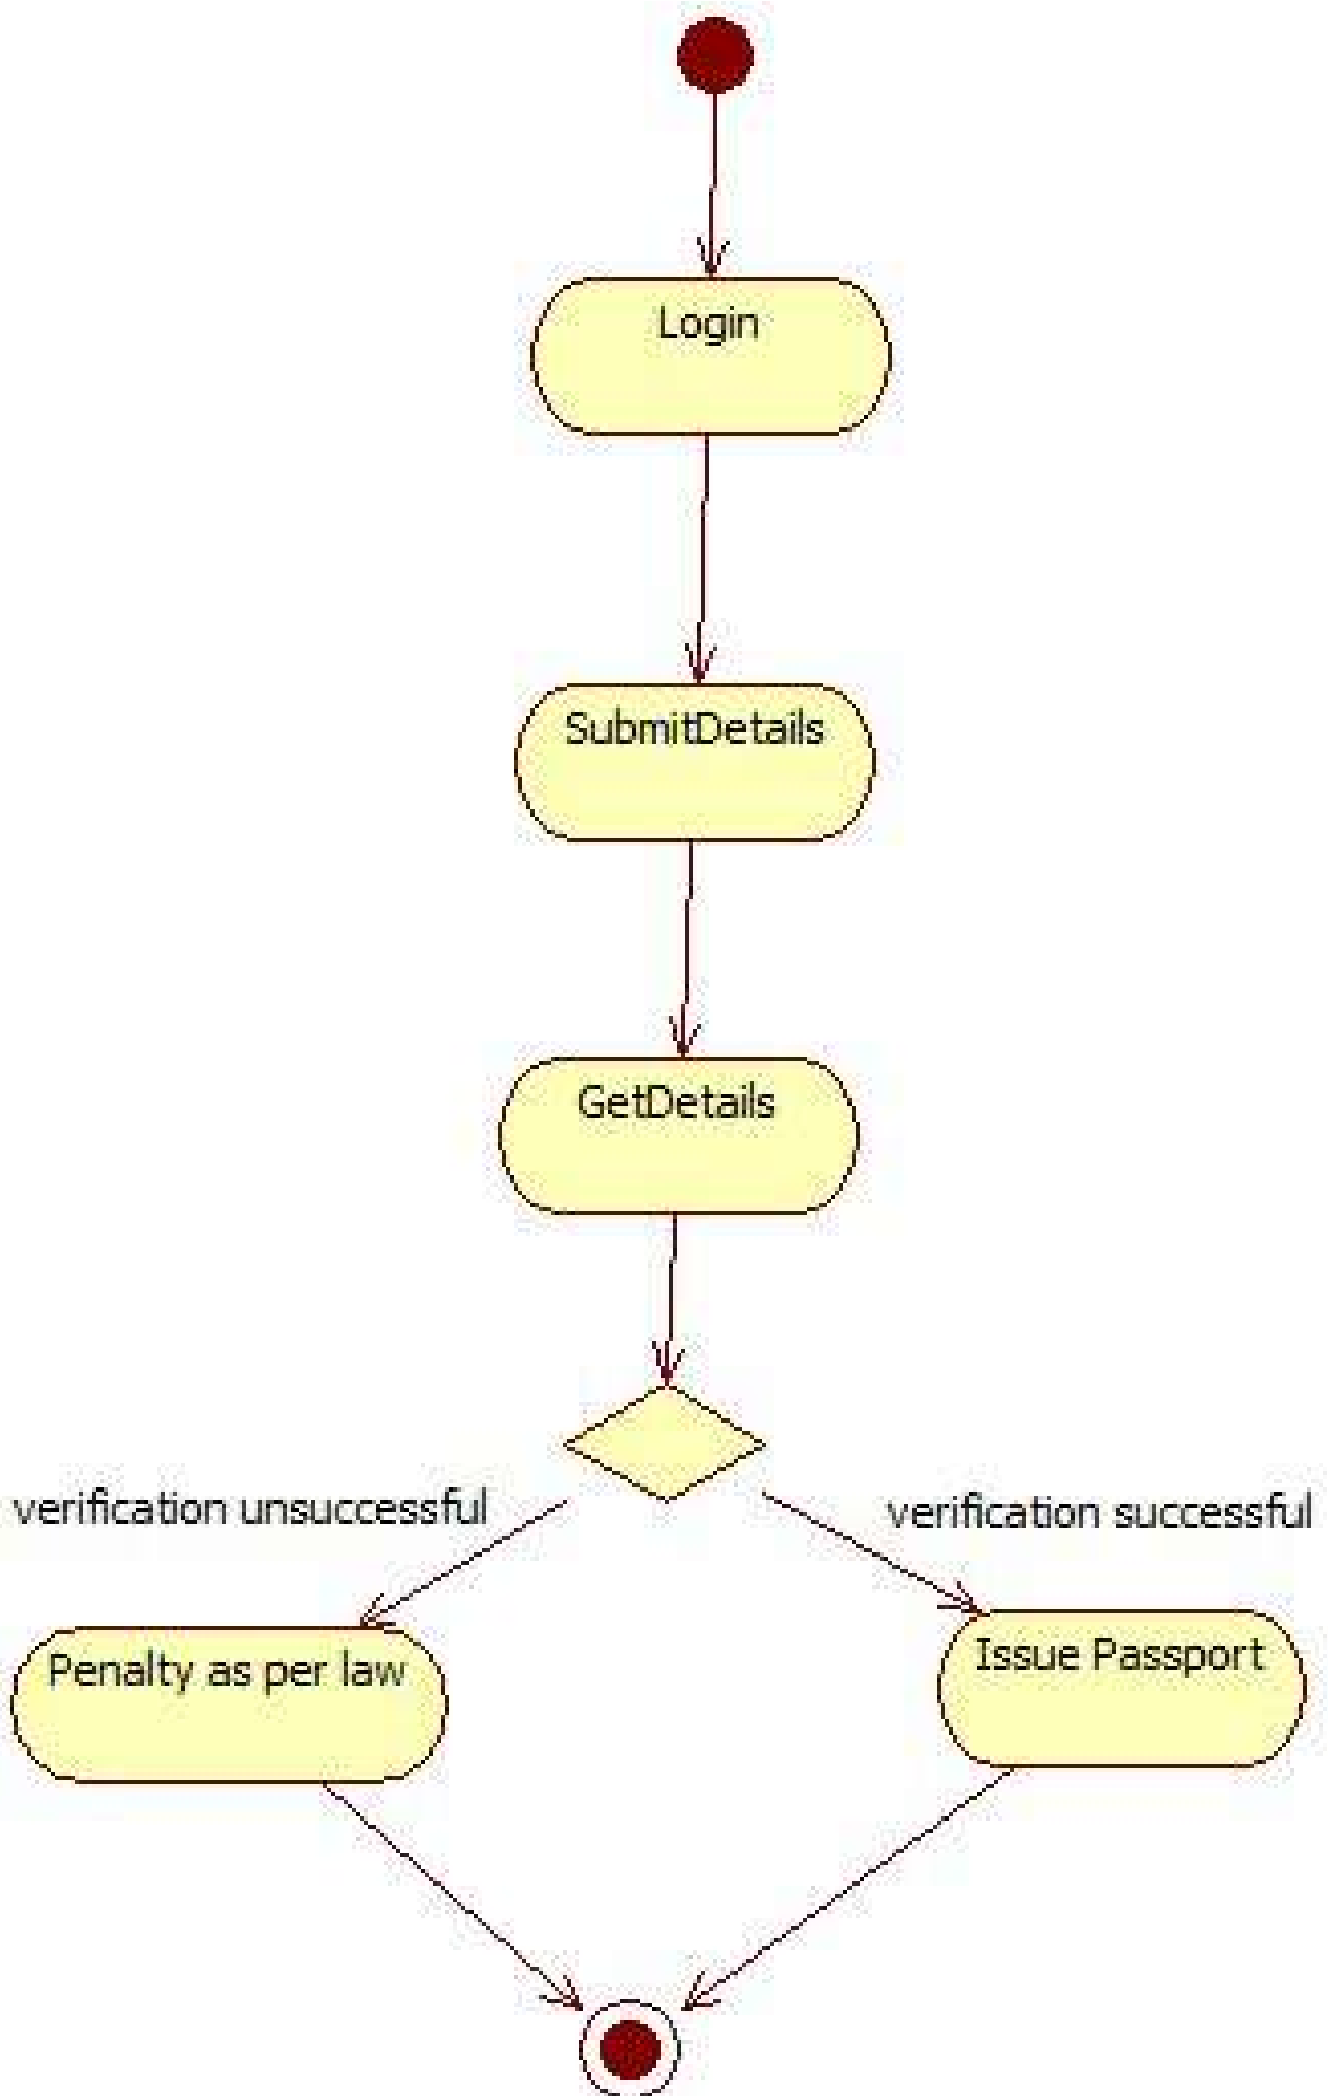 Login
SubmitDetails
GetDetails
verification unsuccessful
verification successful
Penalty as per law
Issue Passport